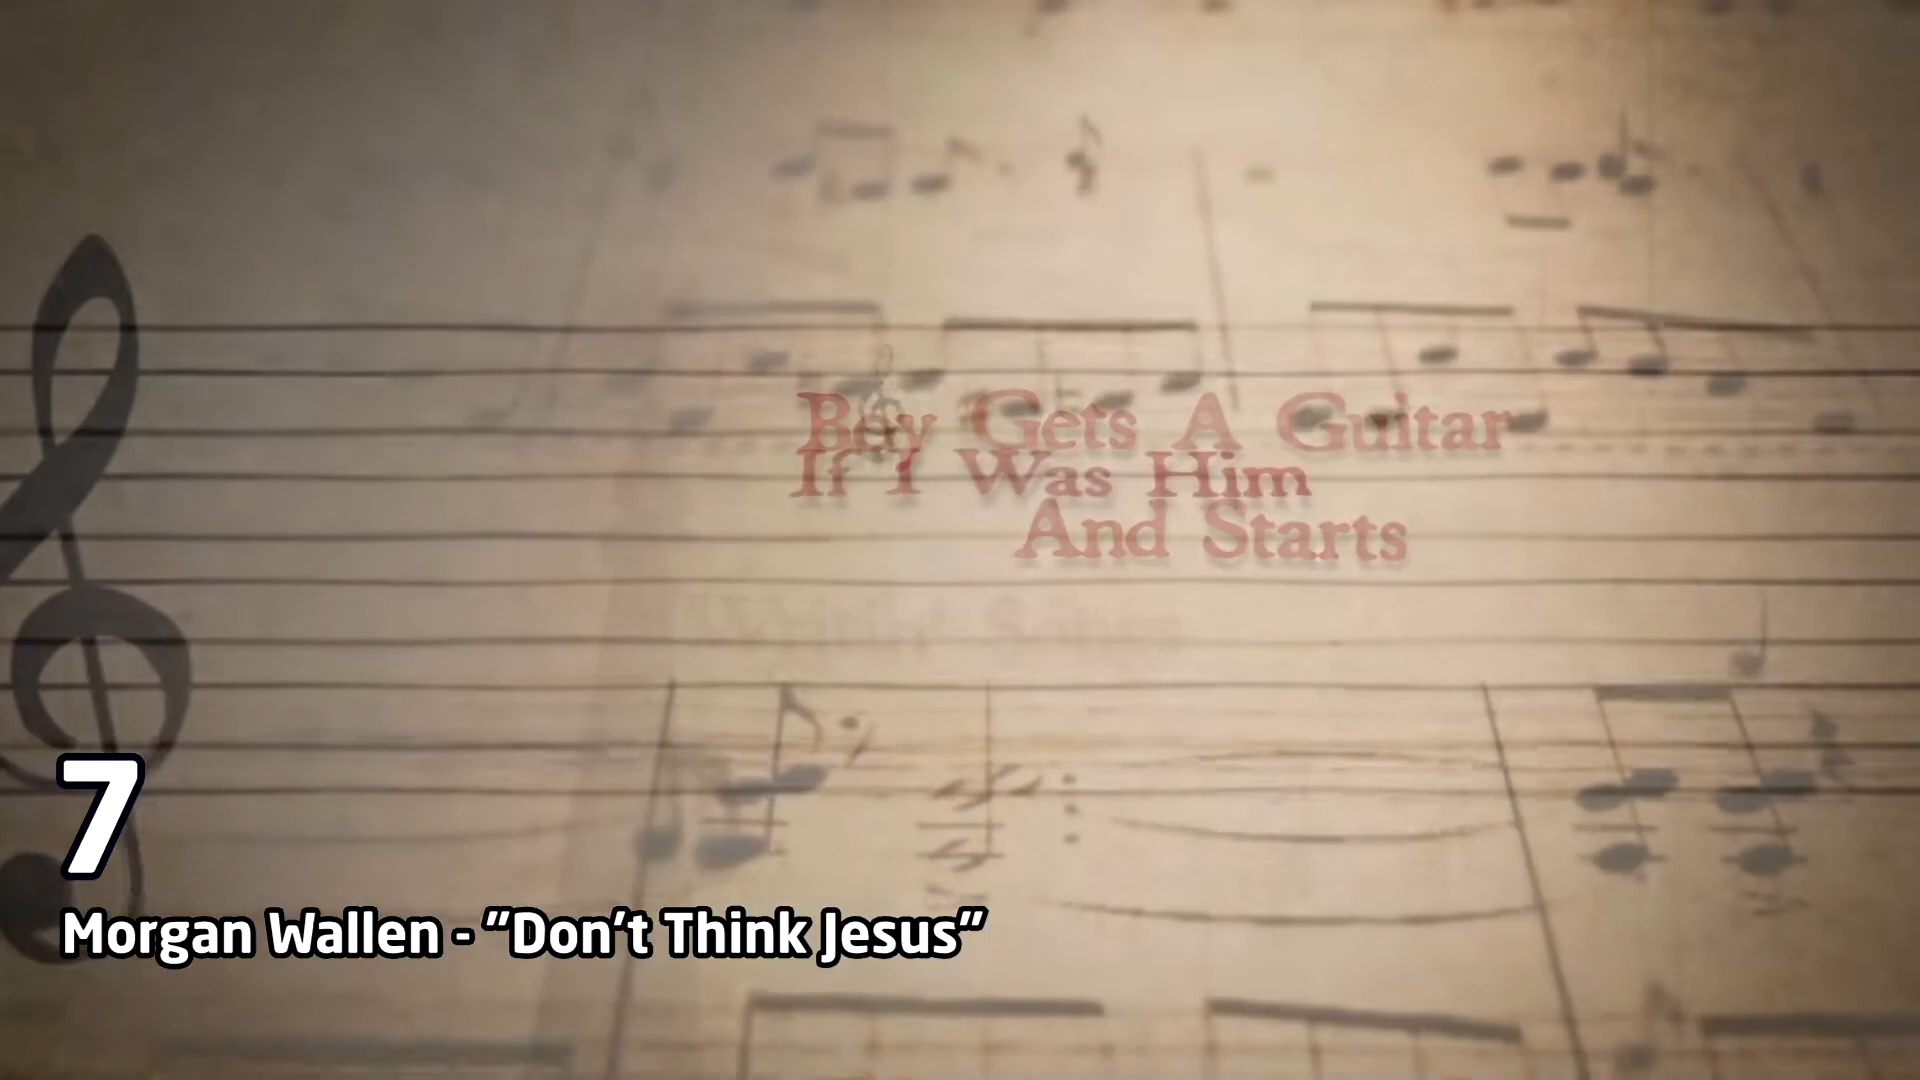 Boy Gets A Guitar
If I Was Him
And Starts
7
Morgan Wallen - "Don't Think Jesus"